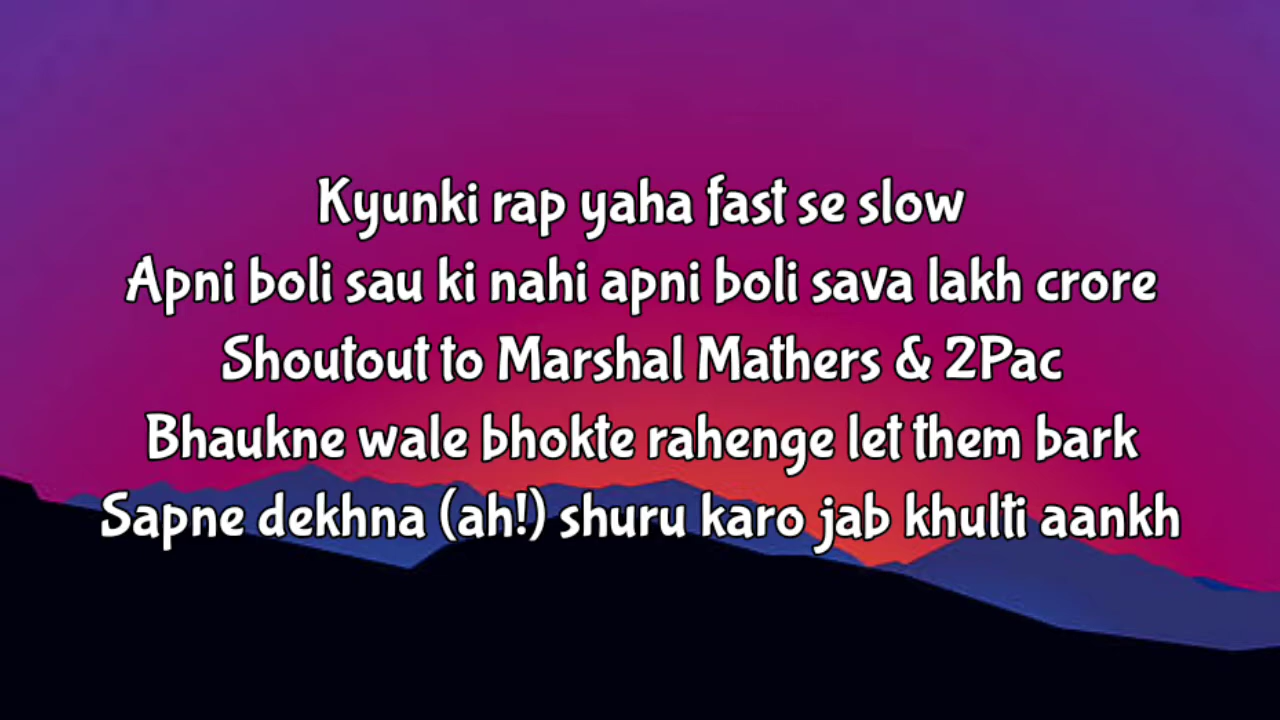 Kyunki rap yaha fast se slow
Apni boli sau ki nahi apni boli sava lakh crore
Shoutout to Marshal Mathers & 2Pac
Bhaukne wale bhokte rahenge let them bark
Sapne dekhna (ah!) shuru karo jab khulti aankh